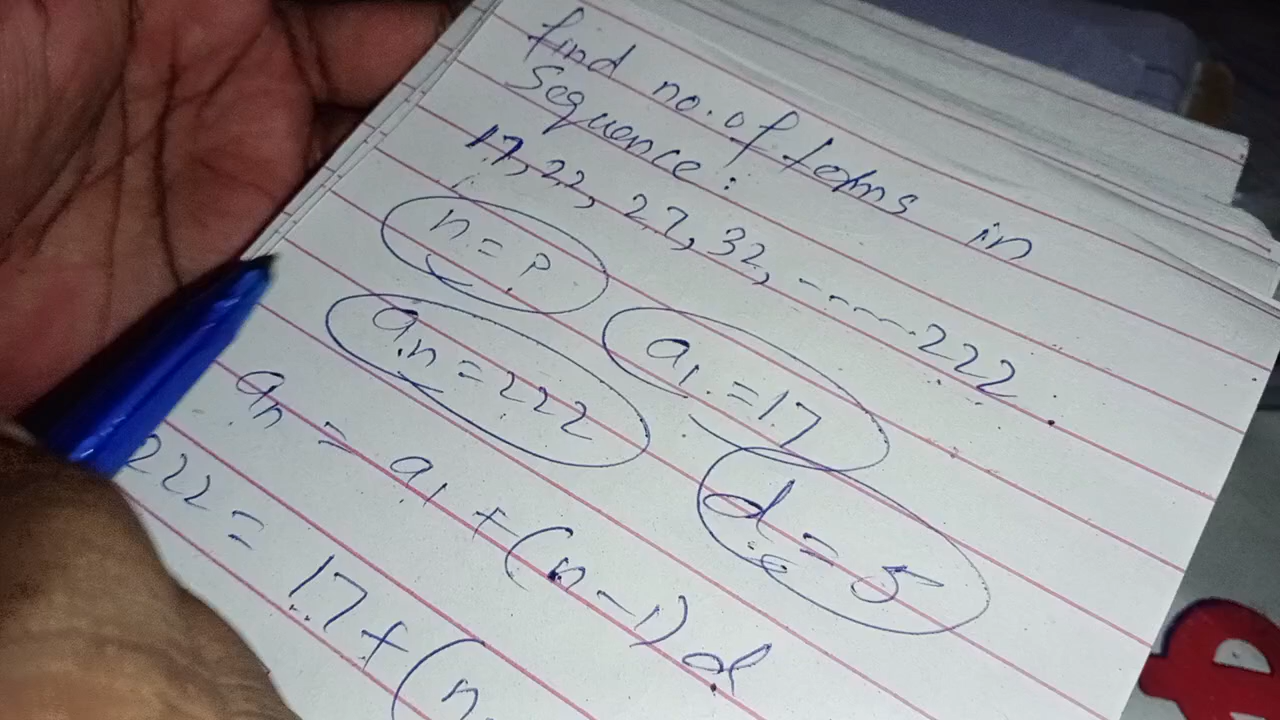 find no. of terms in
Sequence:
17, 22, 27, 32, ------- 222
n = ?
an = 222
a1 = 17
d = 5
an = a1 + (n-1)d
222 = 17 + (n